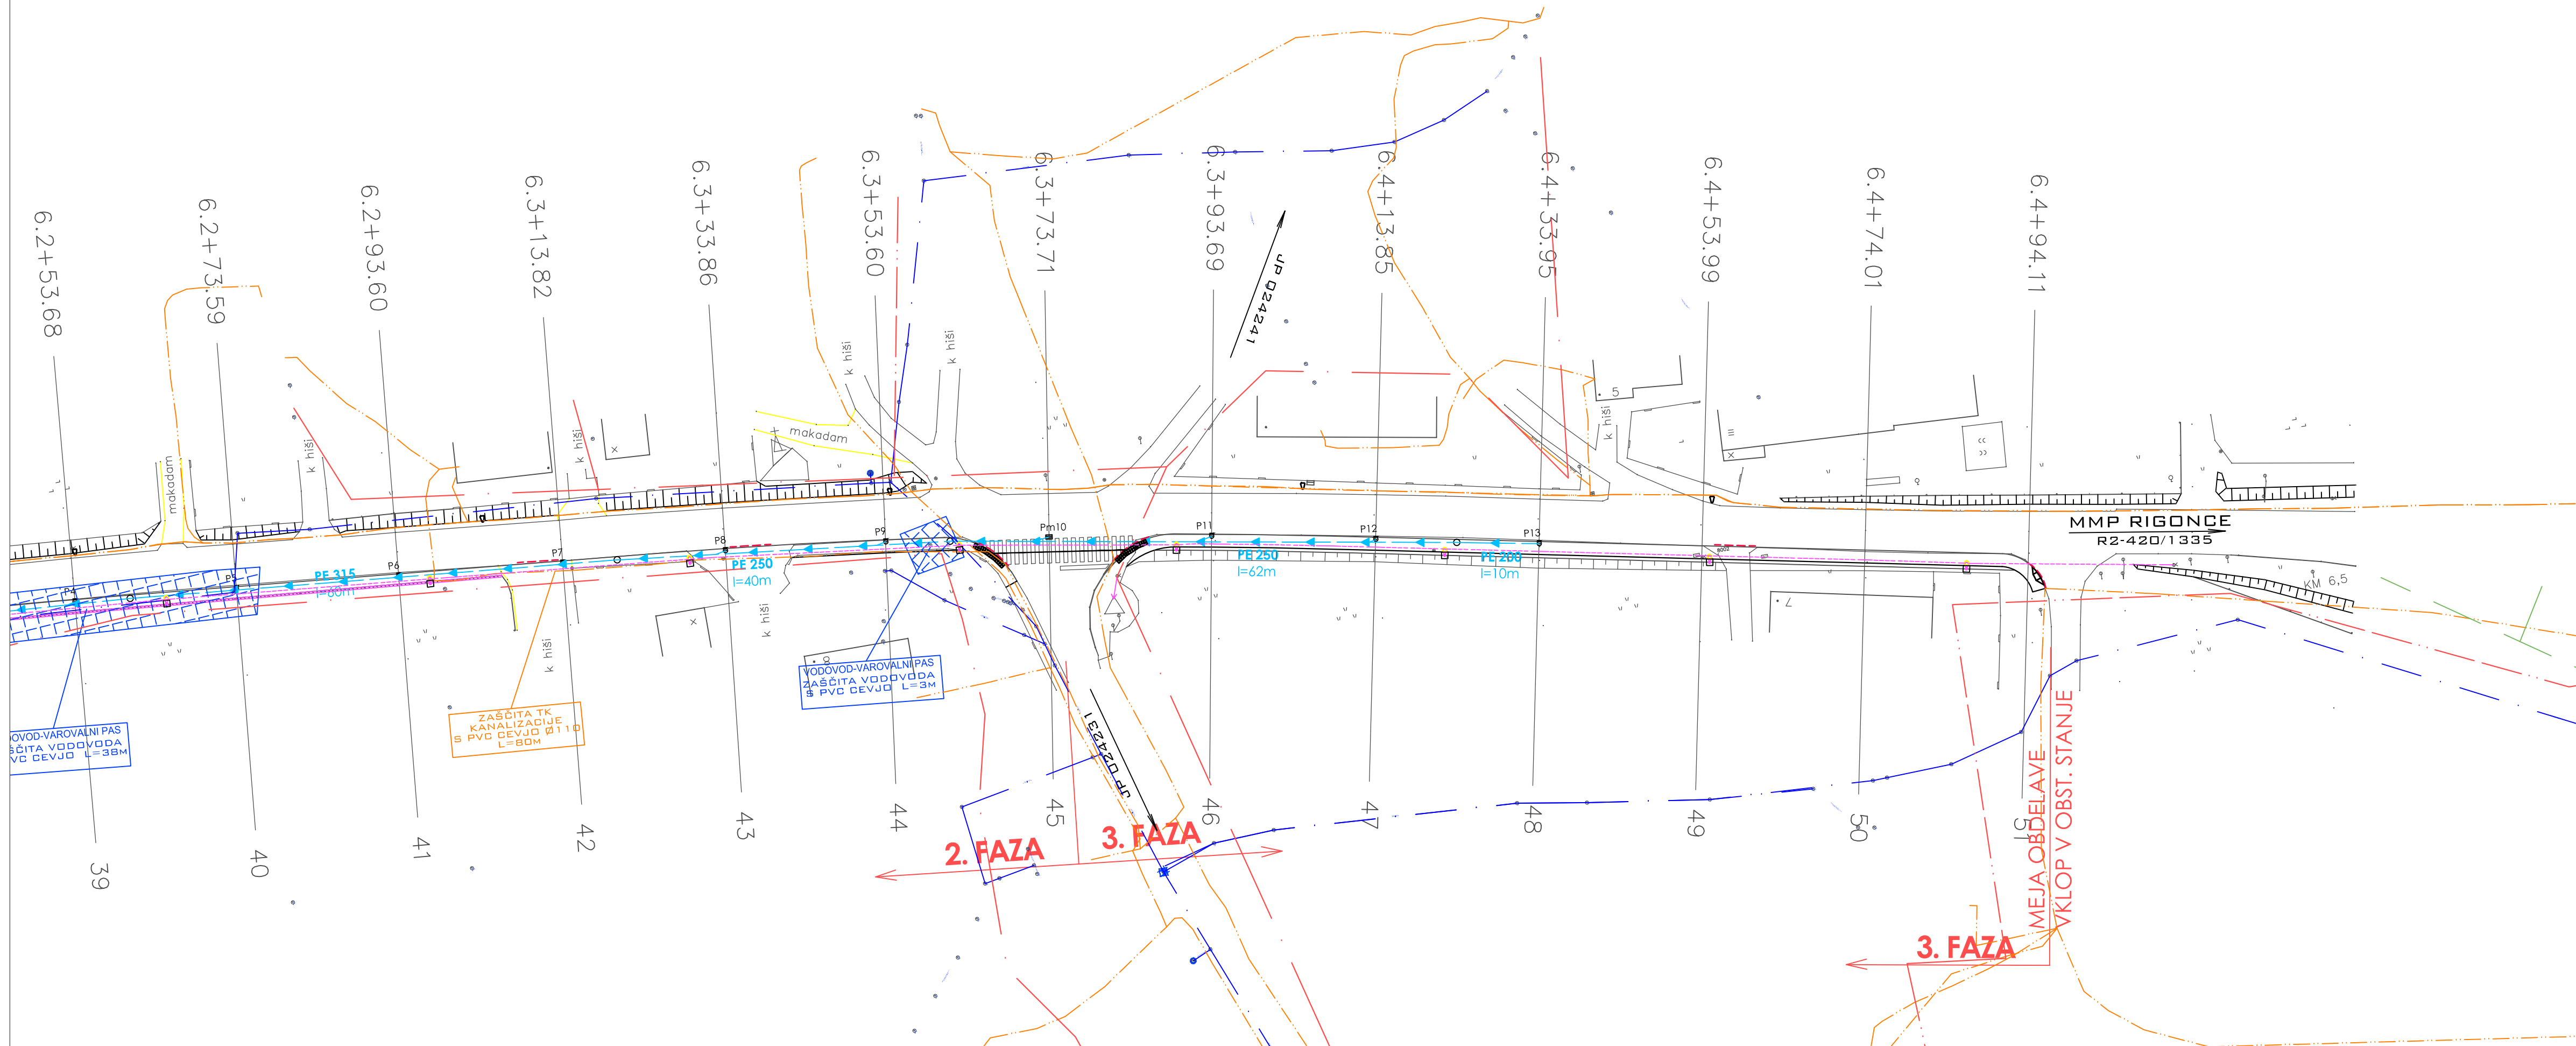 6.2+53.68
6.2+73.59
6.2+93.60
6.3+13.82
6.3+33.86
6.3+53.60
6.3+73.71
6.3+93.69
6.4+13.85
6.4+33.95
6.4+53.99
6.4+74.01
6.4+94.11
JP 024241
k hiši
k hiši
makadam
k hiši
k hiši
makadam
k hiši
5
MMP RIGONCE
R2-420/1335
KM 6,5
P4
P5
PE 315
P6
P7
P8
PE 250
l=40m
P9
Pm10
P11
PE 250
l=62m
P12
P13
PE 200
l=10m
k hiši
k hiši
8
7
VODOVOD-VAROVALNI PAS
ZAŠČITA VODOVODA
S PVC CEVJO L=3M
ZAŠČITA TK
KANALIZACIJE
S PVC CEVJO Ø110
L=80M
OVOD-VAROVALNI PAS
ŠČITA VODOVODA
VC CEVJO L=38M
JP 024231
39
40
41
42
43
44
45
46
47
48
49
50
51
2. FAZA
3. FAZA
3. FAZA
MEJA OBDELAVE
VKLOP V OBST. STANJE